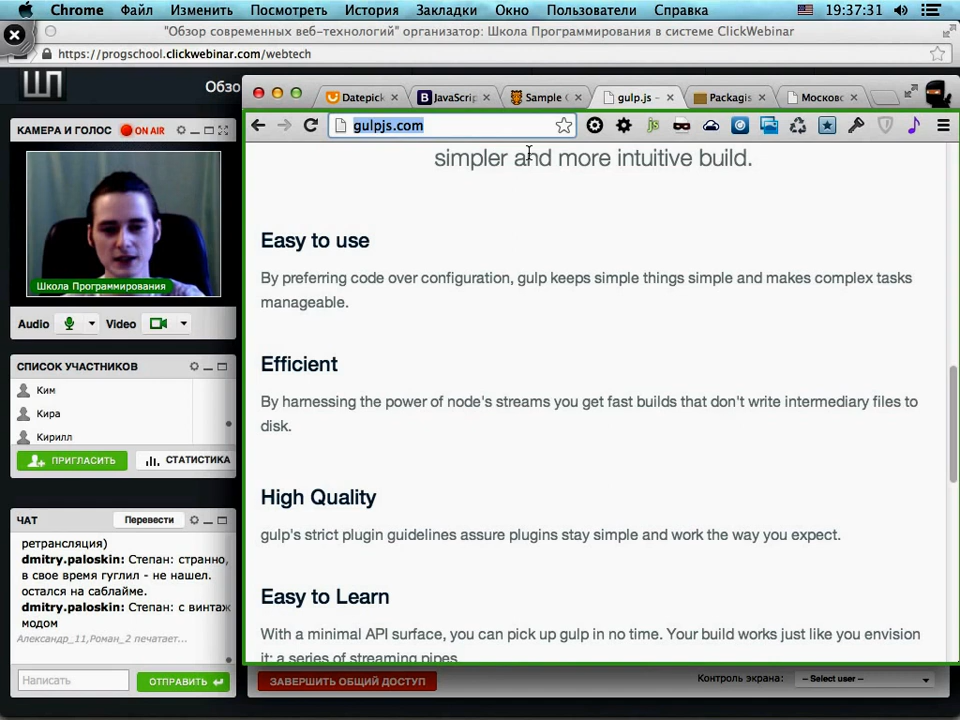 Chrome Файл Изменить Посмотреть История Закладки Окно Пользователи Справка 19:37:31
"Обзор современных веб-технологий" организатор: Школа Программирования в системе ClickWebinar
https://progschool.clickwebinar.com/webtech
ШП Обзо
Datepick JavaScrip Sample gulp.js - Packagis Московс
gulpjs.com
КАМЕРА И ГОЛОС ON AIR
Школа Программирования
Audio Video
СПИСОК УЧАСТНИКОВ
Ким
Кира
Кирилл
ПРИГЛАСИТЬ СТАТИСТИКА
ЧАТ Перевести
ретрансляция)
dmitry.paloskin: Степан: странно,
в свое время гуглил - не нашел.
остался на саблайме.
dmitry.paloskin: Степан: с винтаж
модом
Александр_11,Роман_2 печатает...
Написать ОТПРАВИТЬ
simpler and more intuitive build.
Easy to use
By preferring code over configuration, gulp keeps simple things simple and makes complex tasks
manageable.
Efficient
By harnessing the power of node's streams you get fast builds that don't write intermediary files to
disk.
High Quality
gulp's strict plugin guidelines assure plugins stay simple and work the way you expect.
Easy to Learn
With a minimal API surface, you can pick up gulp in no time. Your build works just like you envision
it: a series of streaming pipes.
ЗАВЕРШИТЬ ОБЩИЙ ДОСТУП Контроль экрана: -- Select user --